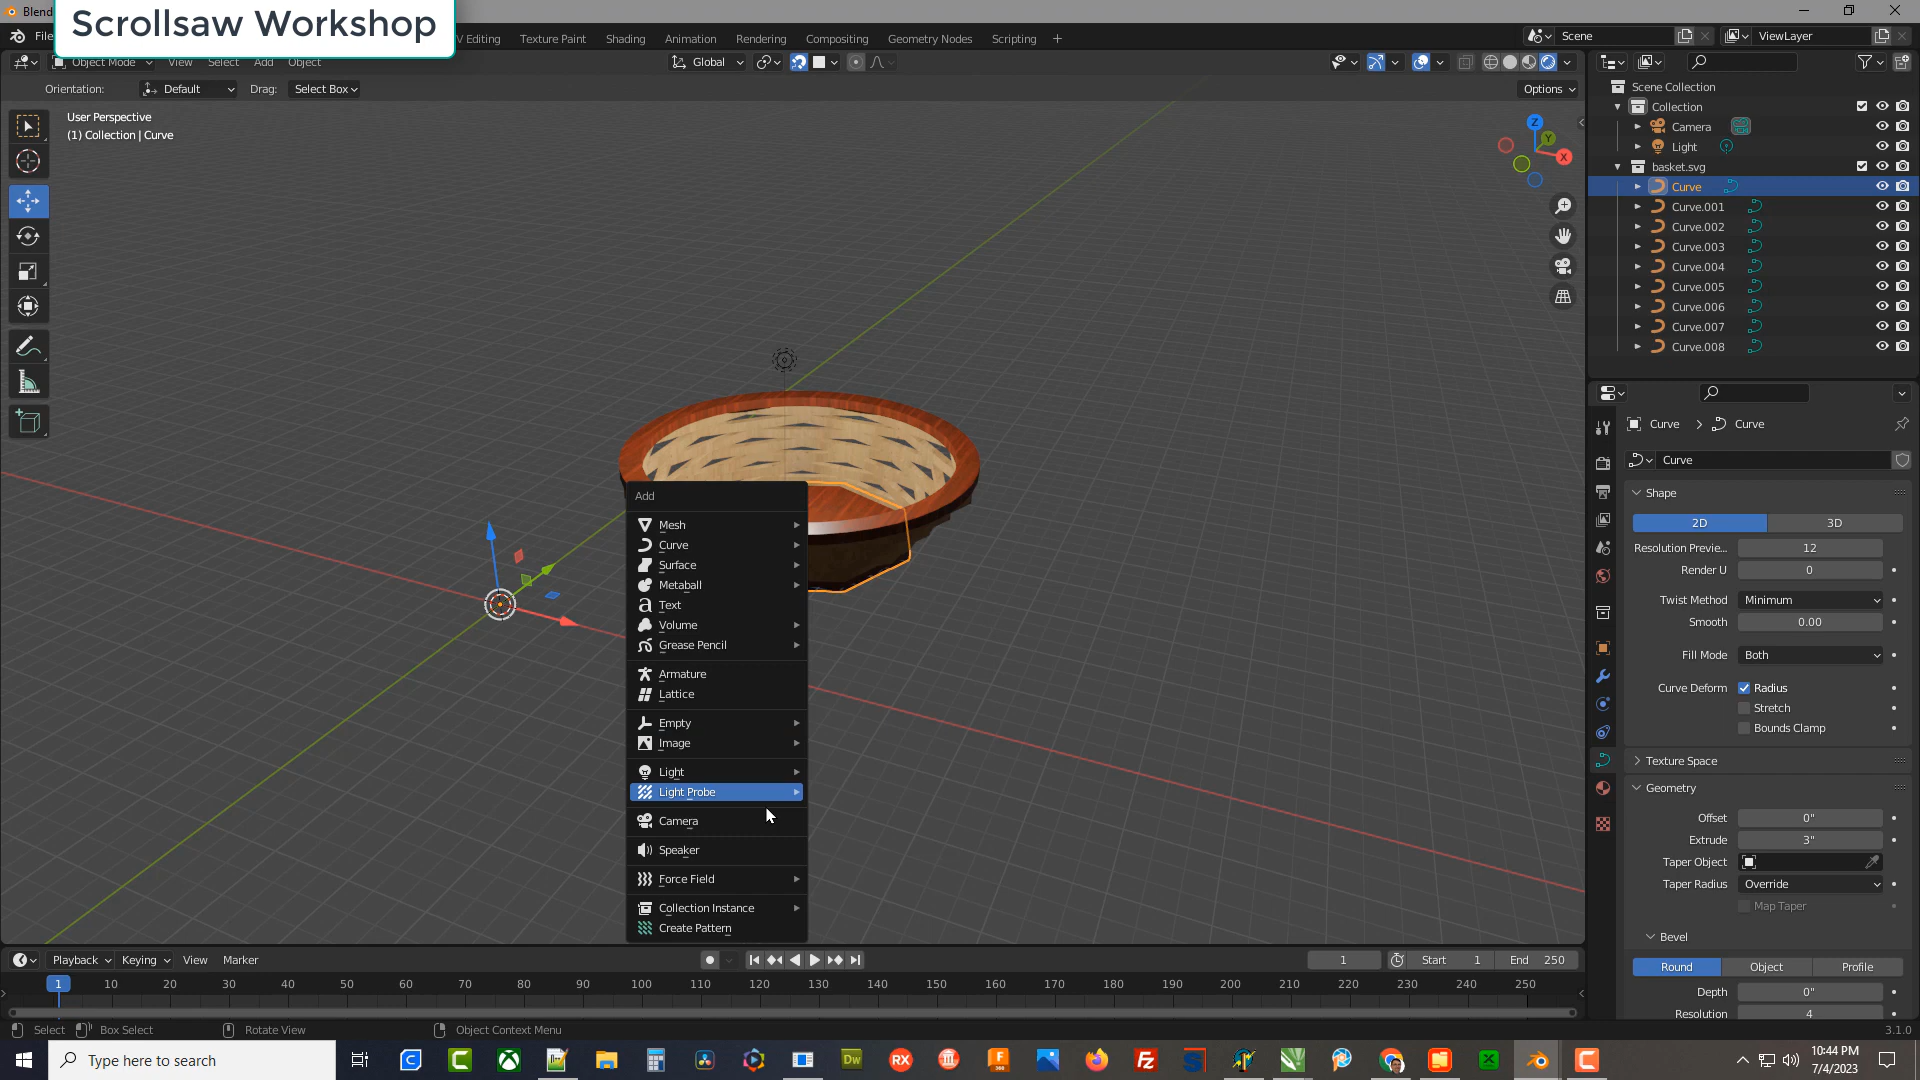 Blend
Scrollsaw Workshop
File
V Editing
Texture Paint
Shading
Animation
Rendering
Compositing
Geometry Nodes
Scripting
Scene
ViewLayer
Object Mode
View
Select
Add
Object
Global
Orientation:
Default
Drag:
Select Box
Options
User Perspective
(1) Collection | Curve
Z
Y
X
Scene Collection
Collection
Camera
Light
basket.svg
Curve
Curve.001
Curve.002
Curve.003
Curve.004
Curve.005
Curve.006
Curve.007
Curve.008
Add
Mesh
Curve
Surface
Metaball
Text
Volume
Grease Pencil
Armature
Lattice
Empty
Image
Light
Light Probe
Camera
Speaker
Force Field
Collection Instance
Create Pattern
Curve > Curve
Curve
Shape
2D 3D
Resolution Previe... 12
Render U 0
Twist Method Minimum
Smooth 0.00
Fill Mode Both
Curve Deform Radius
Stretch
Bounds Clamp
Texture Space
Geometry
Offset 0"
Extrude 3"
Taper Object
Taper Radius Override
Map Taper
Bevel
Round Object Profile
Depth 0"
Resolution 4
Playback Keying View Marker
1 Start 1 End 250
1 10 20 30 40 50 60 70 80 90 100 110 120 130 140 150 160 170 180 190 200 210 220 230 240 250
Select Box Select Rotate View Object Context Menu
3.1.0
Type here to search
Dw
RX
F
360
Fz
10:44 PM
7/4/2023